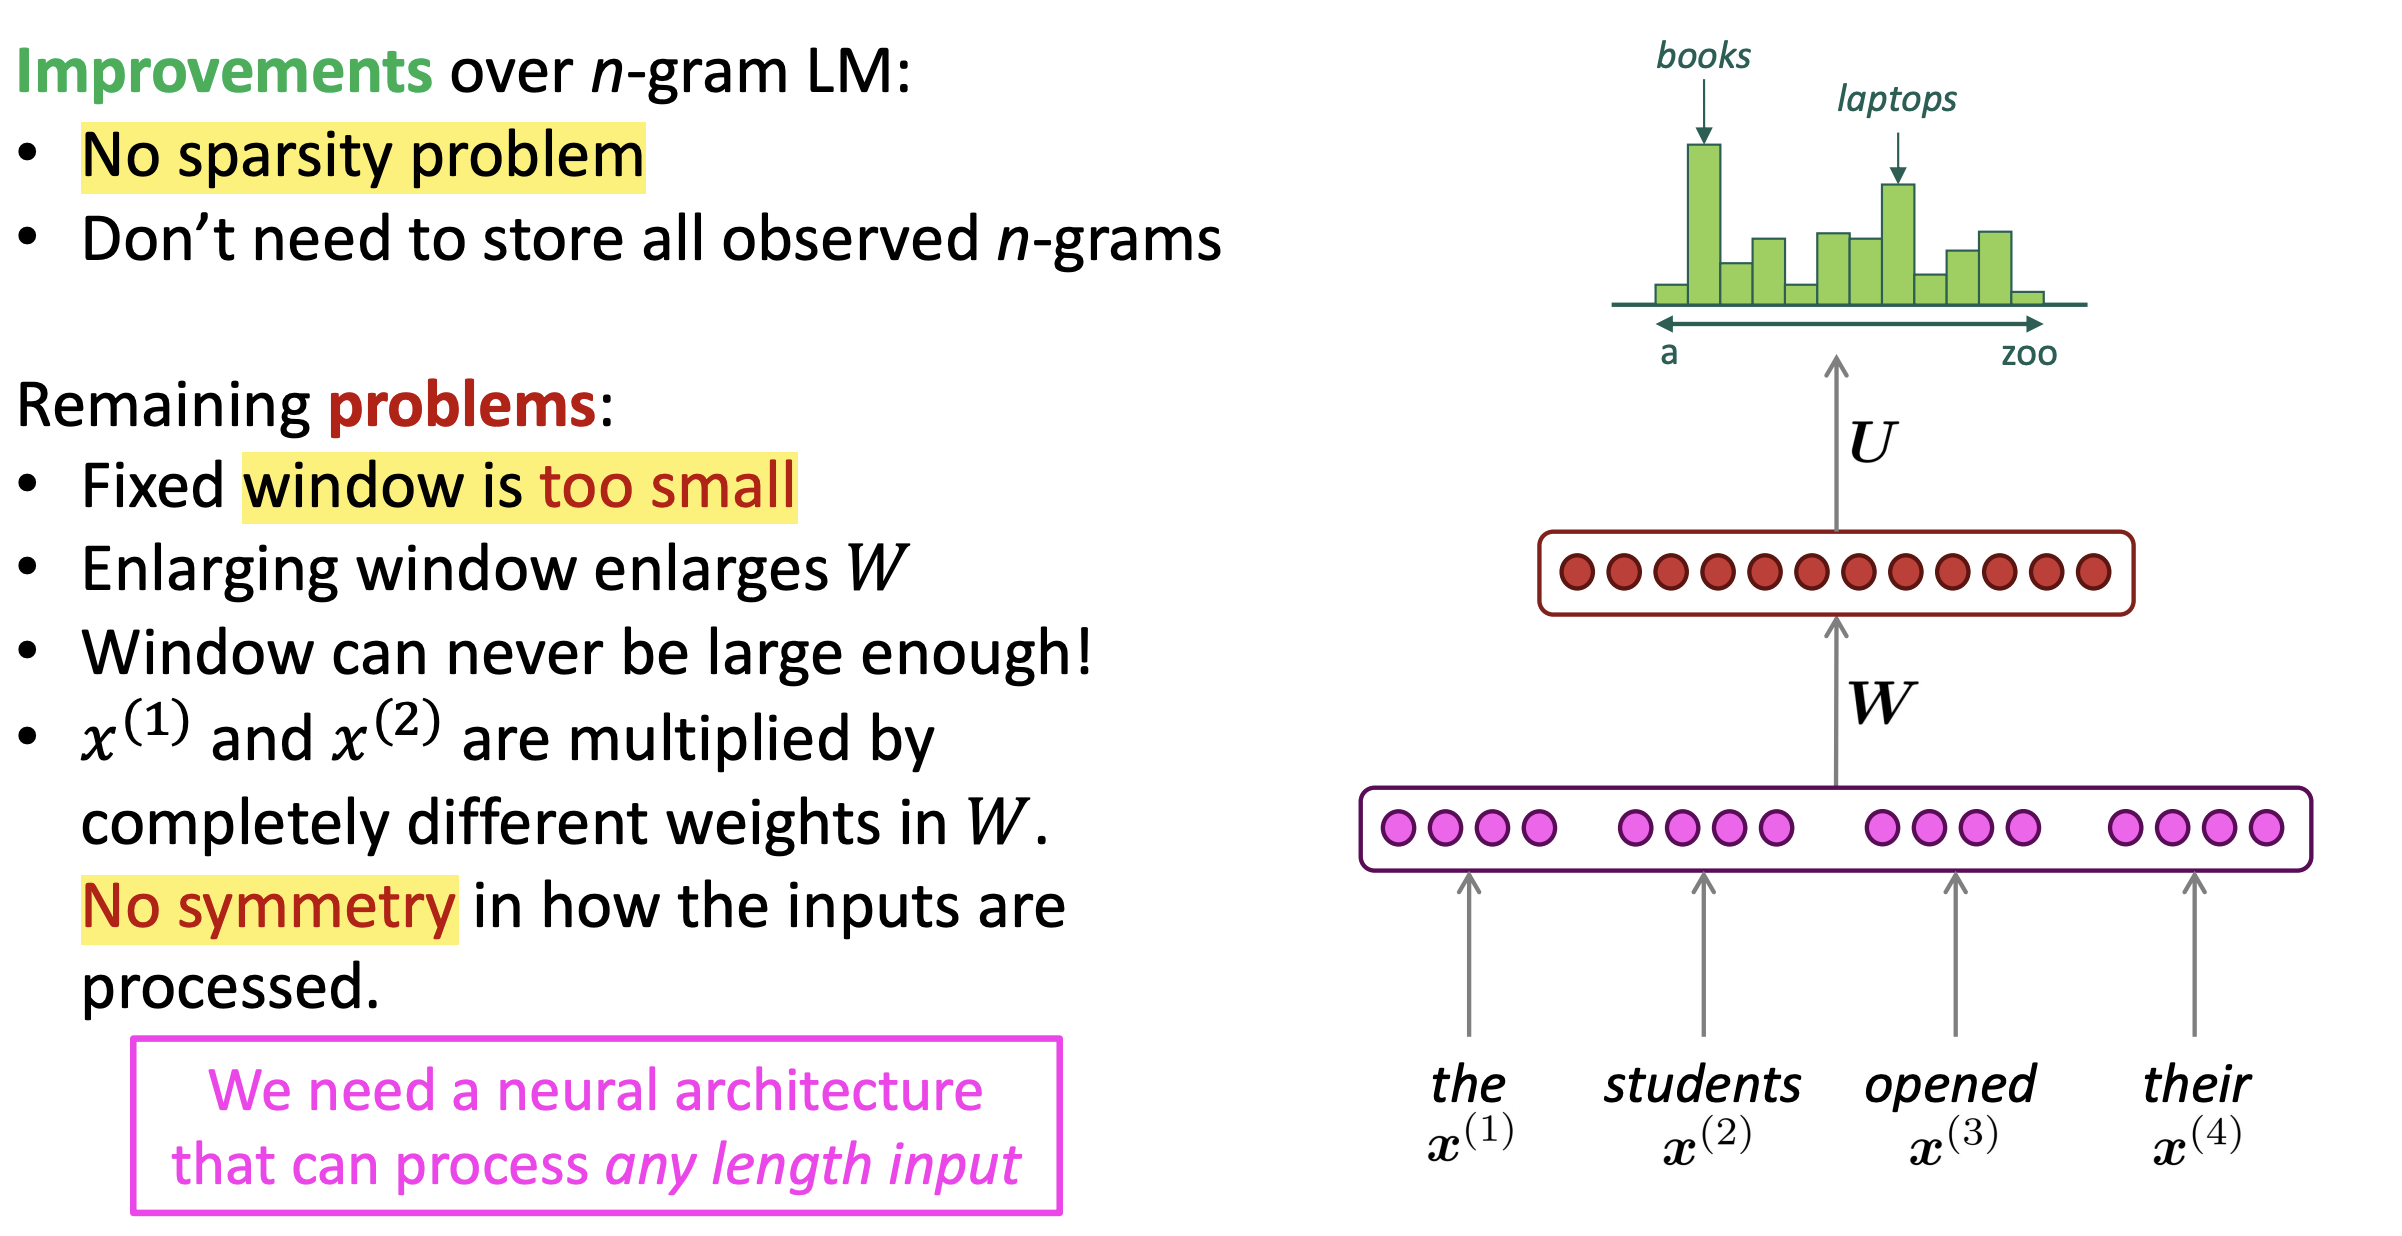 Improvements over n-gram LM:
• No sparsity problem
• Don’t need to store all observed n-grams
Remaining problems:
• Fixed window is too small
• Enlarging window enlarges W
• Window can never be large enough!
• x⁽¹⁾ and x⁽²⁾ are multiplied by
completely different weights in W.
No symmetry in how the inputs are
processed.
We need a neural architecture
that can process any length input
books
laptops
a zoo
U
W
the students opened their
x⁽¹⁾ x⁽²⁾ x⁽³⁾ x⁽⁴⁾